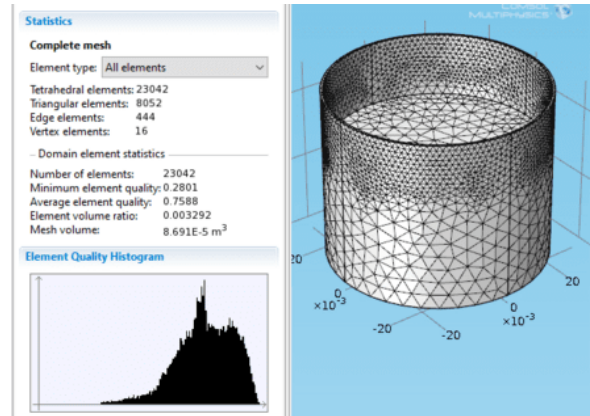 Statistics
Complete mesh
Element type: All elements
Tetrahedral elements: 23042
Triangular elements: 8052
Edge elements: 444
Vertex elements: 16
Domain element statistics
Number of elements: 23042
Minimum element quality: 0.2801
Average element quality: 0.7588
Element volume ratio: 0.003292
Mesh volume: 8.691E-5 m³
Element Quality Histogram
COMSOL
MULTIPHYSICS
20
20
0
0
×10⁻³
×10⁻³
-20
-20